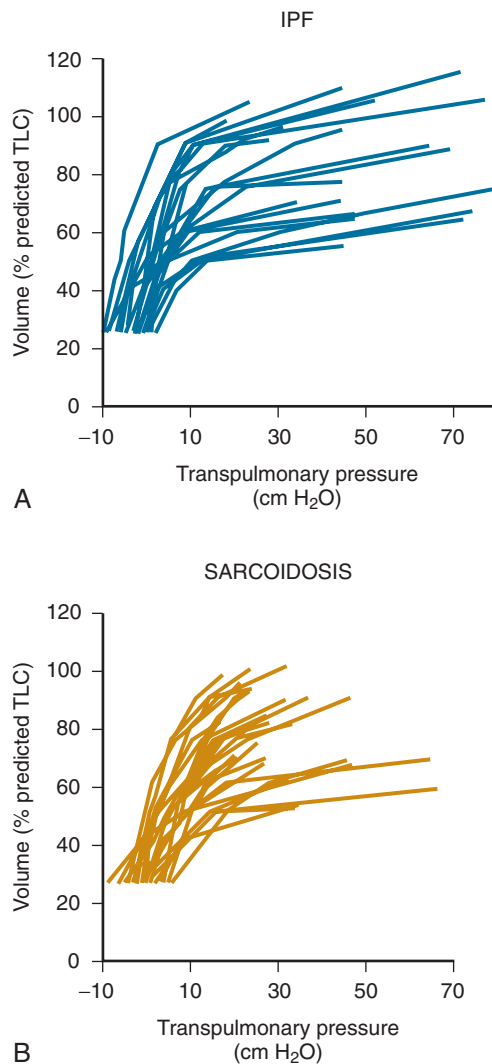 IPF
120
100
80
60
40
20
0
–10 10 30 50 70
Volume (% predicted TLC)
Transpulmonary pressure
(cm H₂O)
A
SARCOIDOSIS
120
100
80
60
40
20
0
–10 10 30 50 70
Volume (% predicted TLC)
Transpulmonary pressure
(cm H₂O)
B